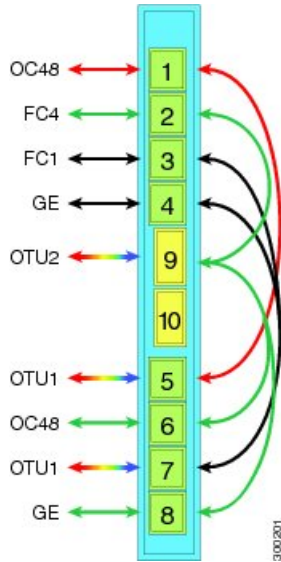 OC48 1
FC4 2
FC1 3
GE 4
OTU2 9
10
OTU1 5
OC48 6
OTU1 7
GE 8
300201